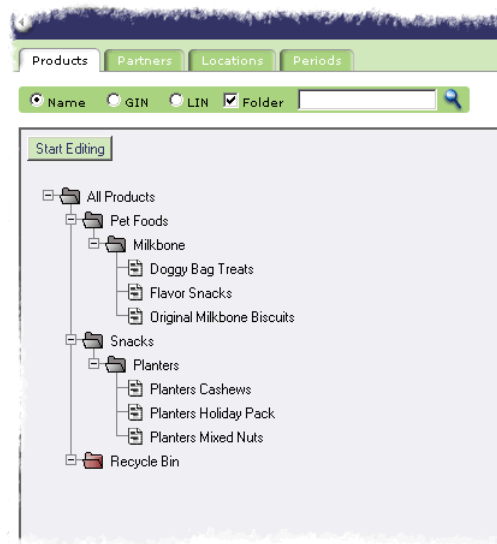 Products Partners Locations Periods
Name GIN LIN Folder
Start Editing
All Products
Pet Foods
Milkbone
Doggy Bag Treats
Flavor Snacks
Original Milkbone Biscuits
Snacks
Planters
Planters Cashews
Planters Holiday Pack
Planters Mixed Nuts
Recycle Bin